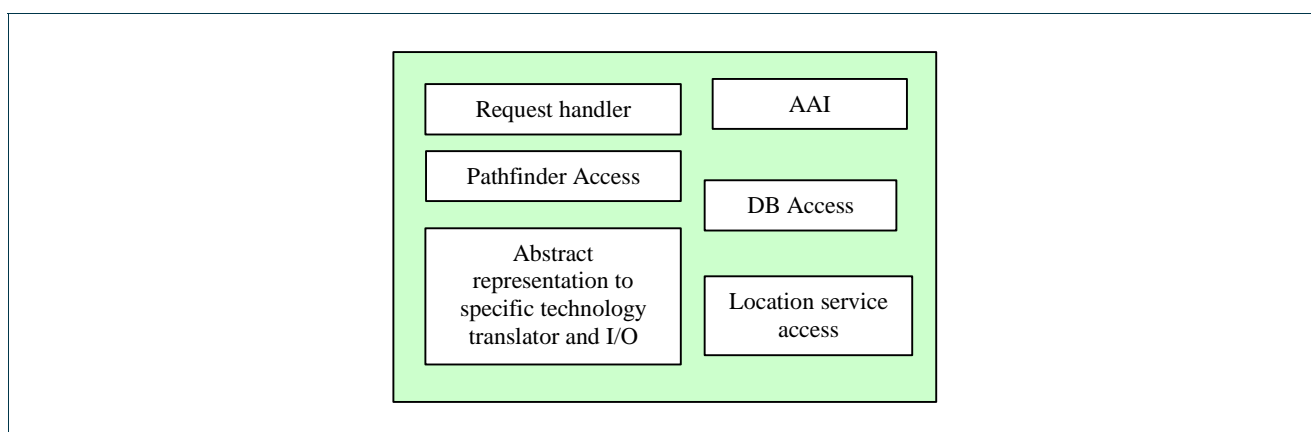 Request handler
AAI
Pathfinder Access
DB Access
Abstract
representation to
specific technology
translator and I/O
Location service
access